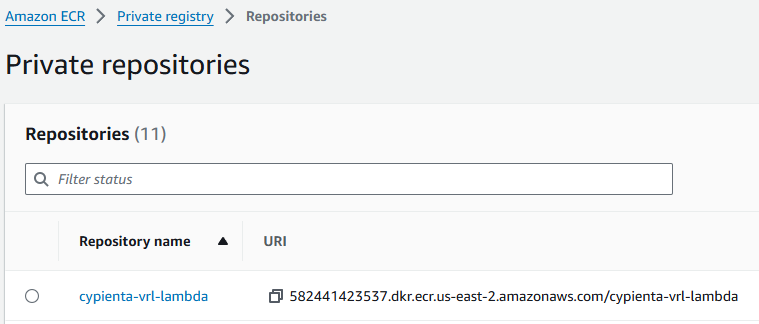 Amazon ECR > Private registry > Repositories
Private repositories
Repositories (11)
Filter status
Repository name ▲ URI
cypienta-vrl-lambda 582441423537.dkr.ecr.us-east-2.amazonaws.com/cypienta-vrl-lambda